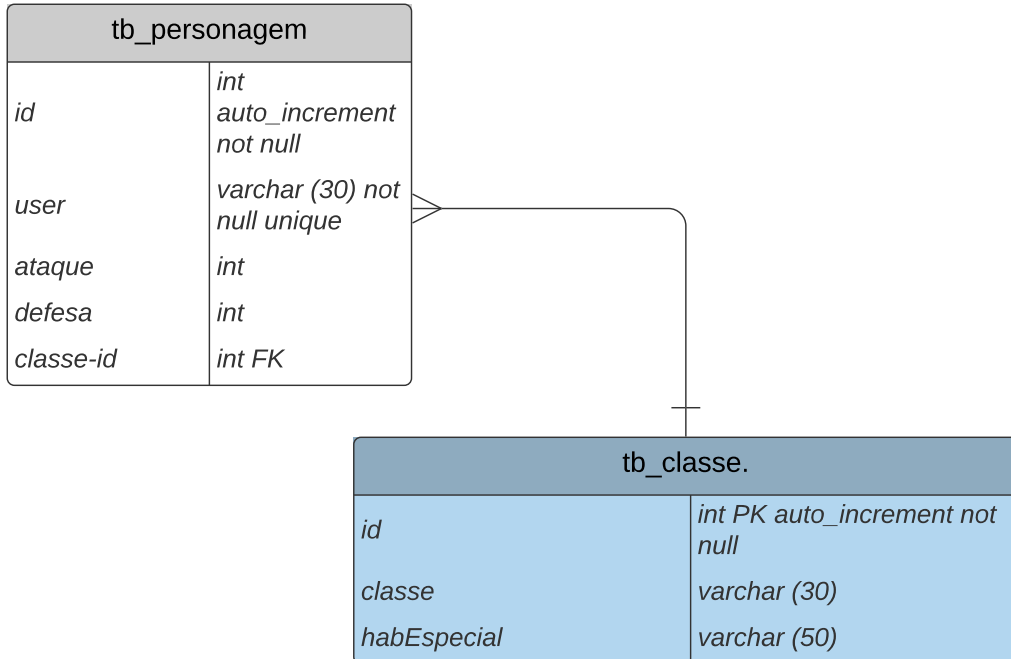 tb_personagem
id
int
auto_increment
not null
user
varchar (30) not
null unique
ataque
int
defesa
int
classe-id
int FK
tb_classe.
id
int PK auto_increment not
null
classe
varchar (30)
habEspecial
varchar (50)